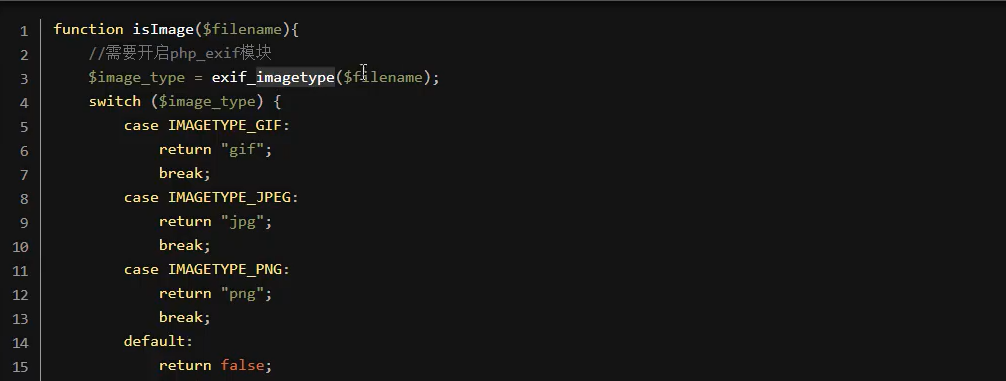 1 function isImage($filename){
2 //需要开启php_exif模块
3 $image_type = exif_imagetype($filename);
4 switch ($image_type) {
5 case IMAGETYPE_GIF:
6 return "gif";
7 break;
8 case IMAGETYPE_JPEG:
9 return "jpg";
10 break;
11 case IMAGETYPE_PNG:
12 return "png";
13 break;
14 default:
15 return false;